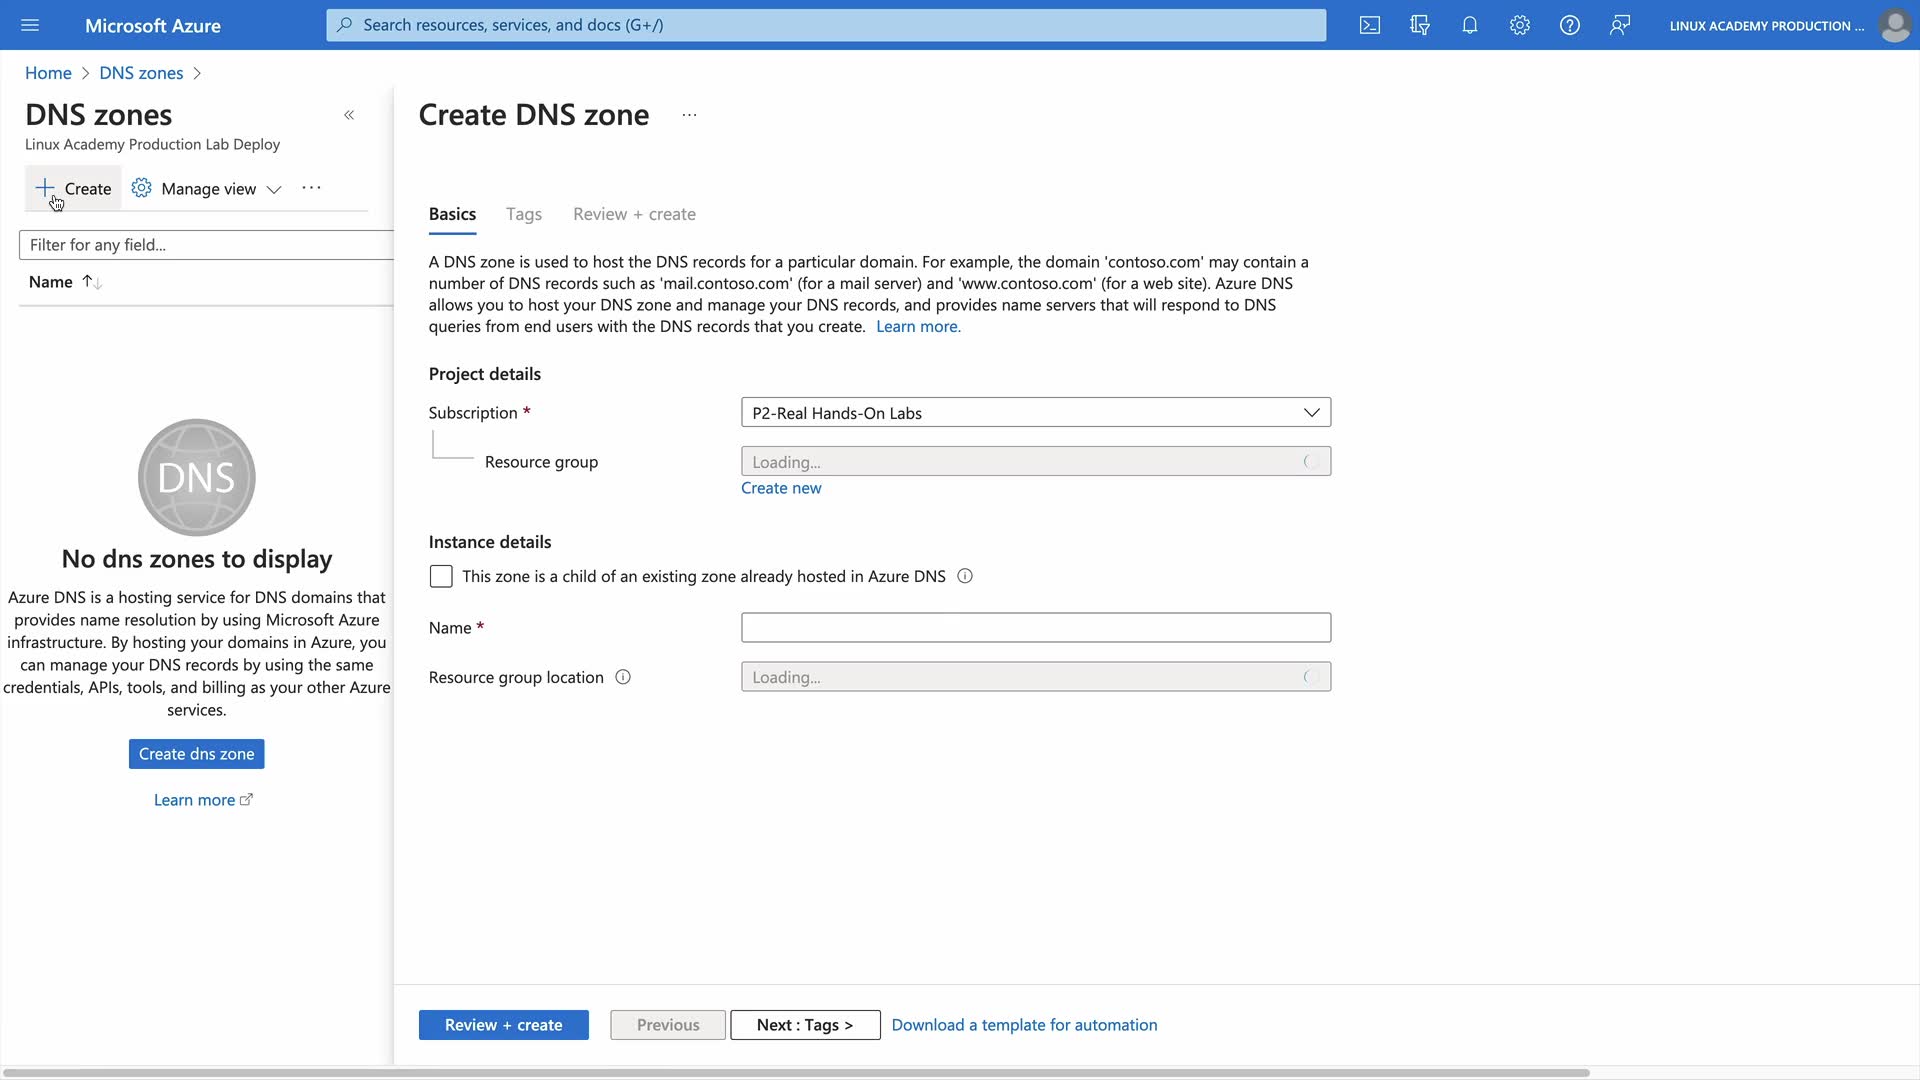 Microsoft Azure
Search resources, services, and docs (G+/)
LINUX ACADEMY PRODUCTION ...
Home > DNS zones >
DNS zones
Linux Academy Production Lab Deploy
Create
Manage view
Filter for any field...
Name
DNS
No dns zones to display
Azure DNS is a hosting service for DNS domains that
provides name resolution by using Microsoft Azure
infrastructure. By hosting your domains in Azure, you
can manage your DNS records by using the same
credentials, APIs, tools, and billing as your other Azure
services.
Create dns zone
Learn more
Create DNS zone
Basics
Tags
Review + create
A DNS zone is used to host the DNS records for a particular domain. For example, the domain 'contoso.com' may contain a
number of DNS records such as 'mail.contoso.com' (for a mail server) and 'www.contoso.com' (for a web site). Azure DNS
allows you to host your DNS zone and manage your DNS records, and provides name servers that will respond to DNS
queries from end users with the DNS records that you create. Learn more.
Project details
Subscription *
P2-Real Hands-On Labs
Resource group
Loading...
Create new
Instance details
This zone is a child of an existing zone already hosted in Azure DNS
Name *
Resource group location
Loading...
Review + create
Previous
Next : Tags >
Download a template for automation